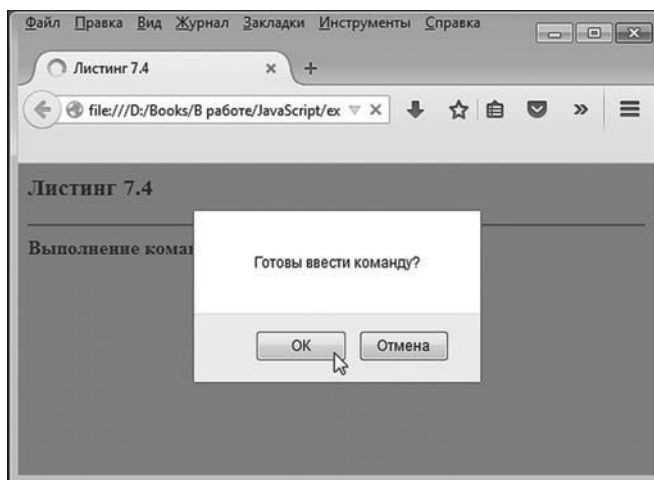 Файл Правка Вид Журнал Закладки Инструменты Справка
Листинг 7.4
file:///D:/Books/В работе/JavaScript/ex
Листинг 7.4
Выполнение
Готовы ввести команду?
OK
Отмена